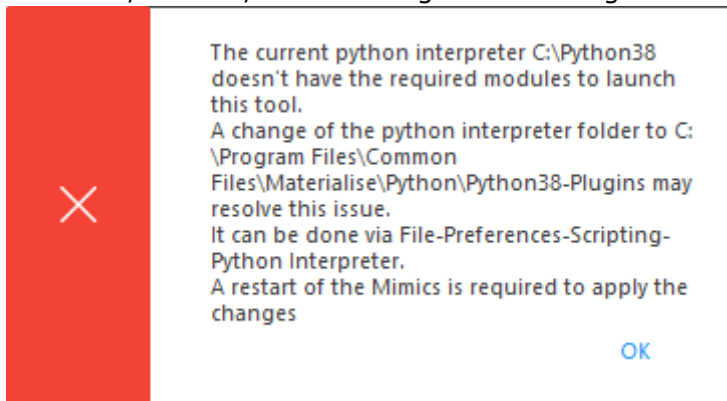 The current python interpreter C:\Python38
doesn't have the required modules to launch
this tool.
A change of the python interpreter folder to C:
\Program Files\Common
Files\Materialise\Python\Python38-Plugins may
resolve this issue.
It can be done via File-Preferences-Scripting-
Python Interpreter.
A restart of the Mimics is required to apply the
changes
OK